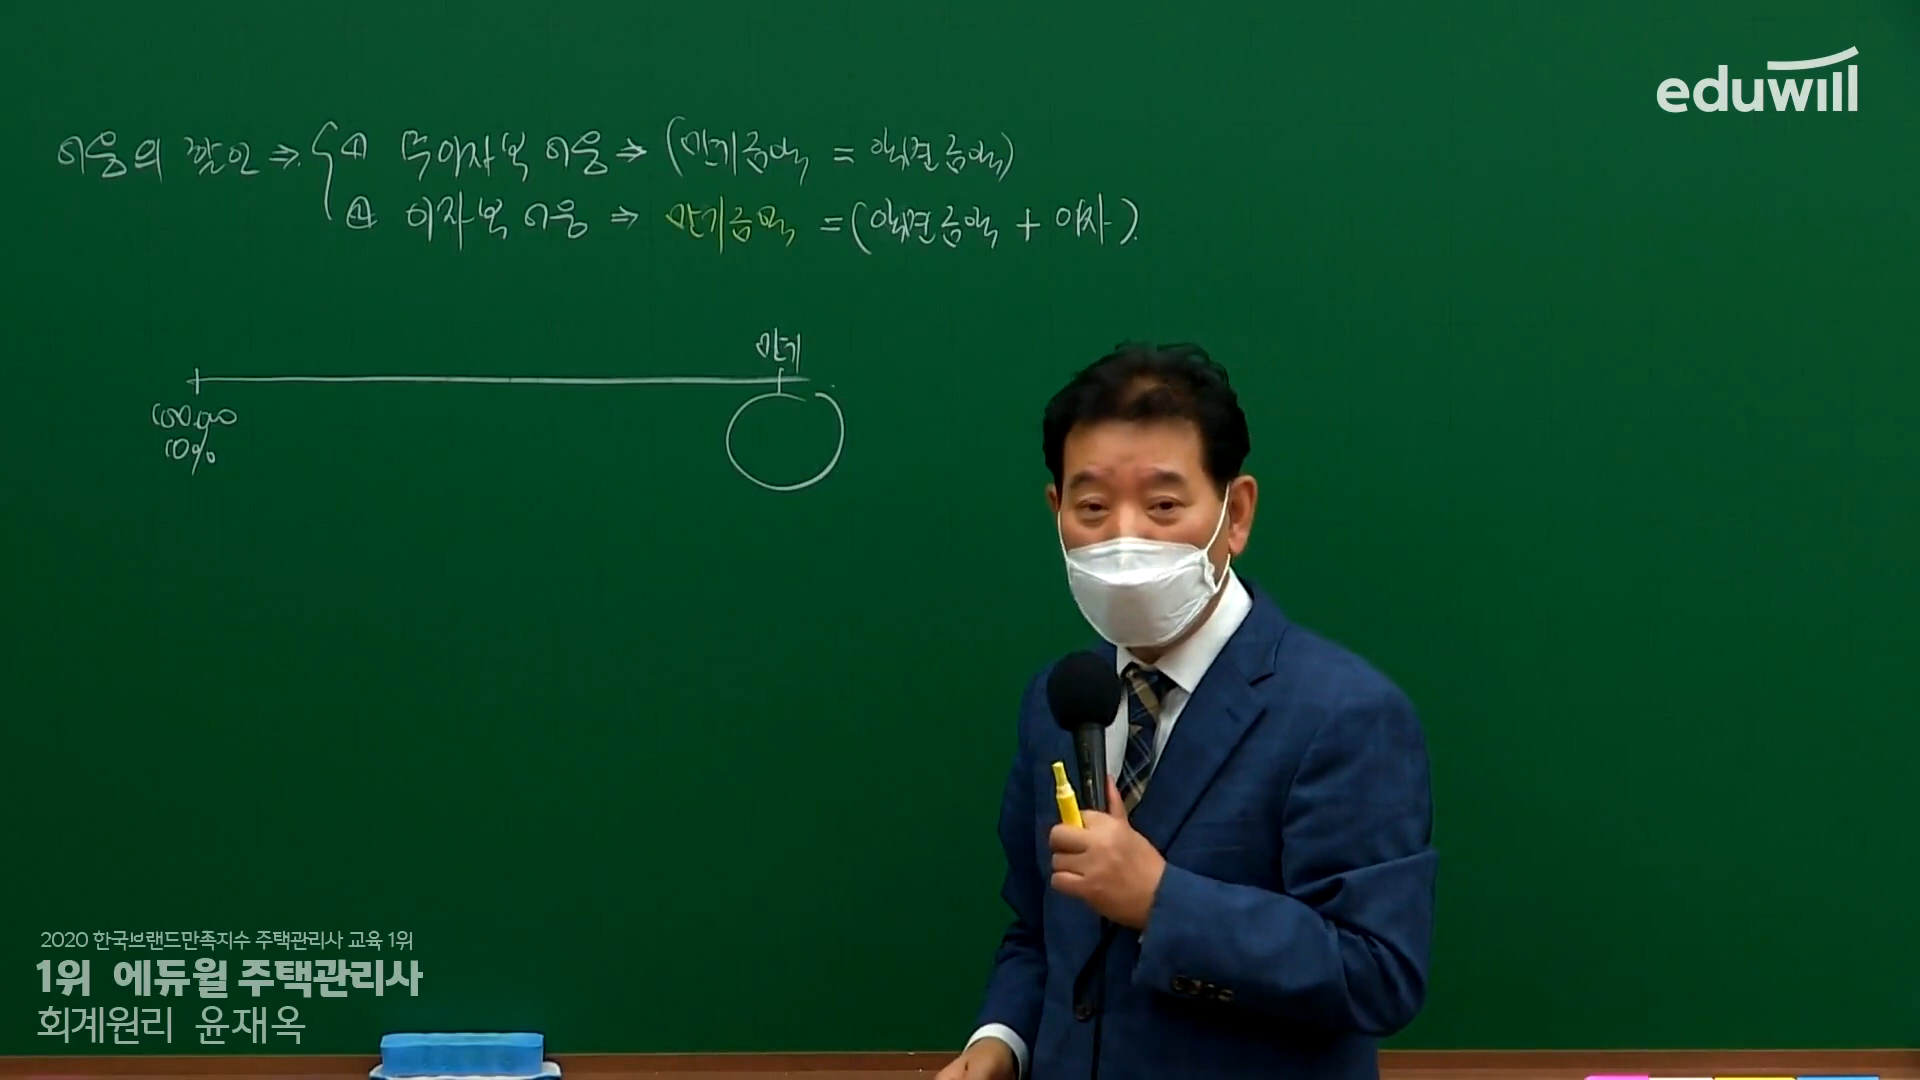 eduwill
어음의 할인 ⇒ ① 무이자부 어음 ⇒ (만기금액 = 액면금액)
② 이자부 어음 ⇒ 만기금액 = (액면금액 + 이자).
만기
100,000
10%
2020 한국브랜드만족지수 주택관리사 교육 1위
1위 에듀윌 주택관리사
회계원리 윤재옥